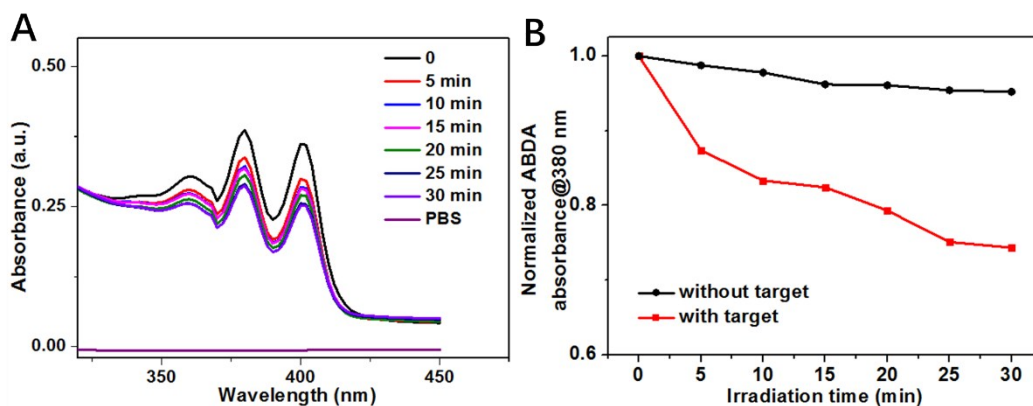 A
0.50
0.25
0.00
Absorbance (a.u.)
350
400
450
Wavelength (nm)
0
5 min
10 min
15 min
20 min
25 min
30 min
PBS
B
1.0
0.8
0.6
Normalized ABDA
absorbance@380 nm
without target
with target
0
5
10
15
20
25
30
Irradiation time (min)